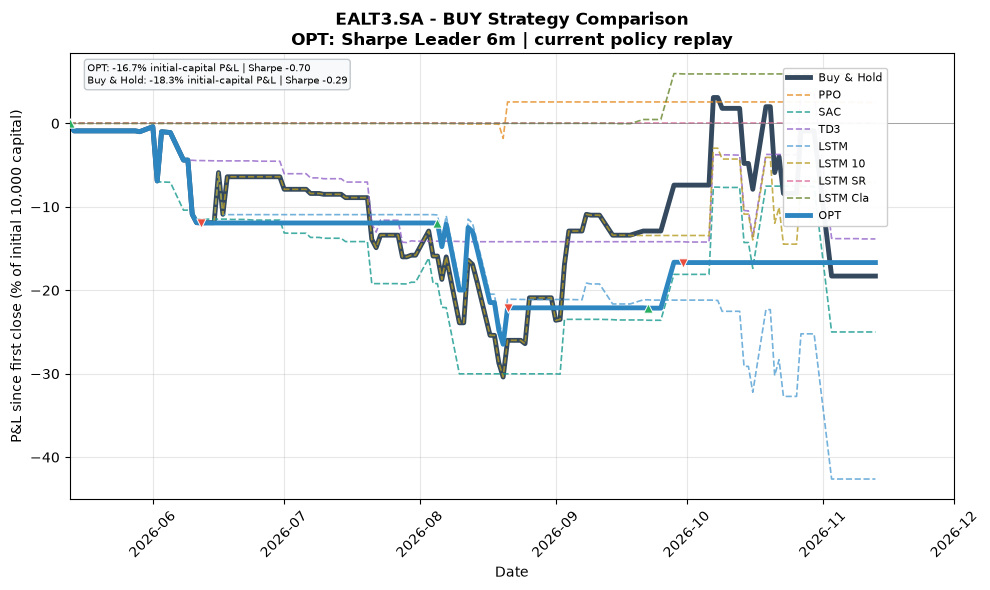 EALT3.SA - BUY Strategy Comparison
OPT: Sharpe Leader 6m | current policy replay
OPT: -16.7% initial-capital P&L | Sharpe -0.70
Buy & Hold: -18.3% initial-capital P&L | Sharpe -0.29
Buy & Hold
PPO
SAC
TD3
LSTM
LSTM 10
LSTM SR
LSTM Cla
OPT
P&L since first close (% of initial 10,000 capital)
0
−10
−20
−30
−40
2026-06
2026-07
2026-08
2026-09
2026-10
2026-11
2026-12
Date